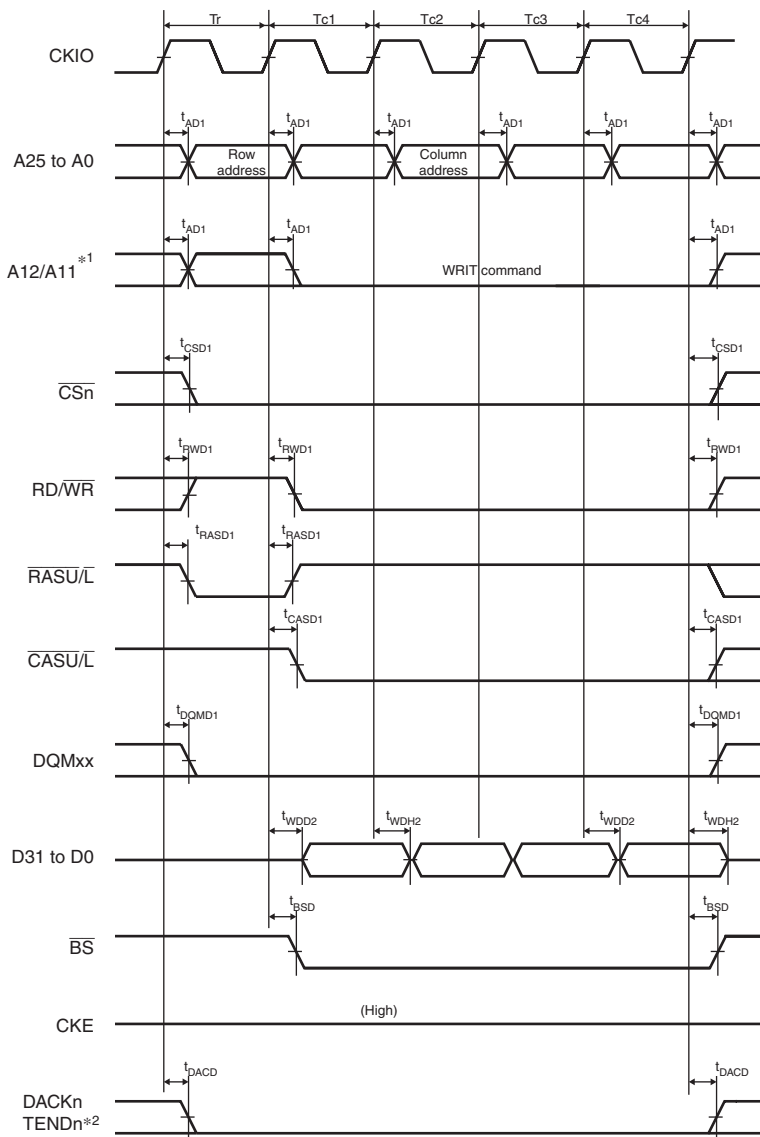 Tr Tc1 Tc2 Tc3 Tc4
CKIO
tAD1 tAD1 tAD1 tAD1 tAD1 tAD1
A25 to A0
Row address
Column address
tAD1 tAD1 tAD1
A12/A11*1
WRIT command
tCSD1 tCSD1
CSn
tRWD1 tRWD1 tRWD1
RD/WR
tRASD1 tRASD1
RASU/L
tCASD1 tCASD1
CASU/L
tDQMD1 tDQMD1
DQMxx
tWDD2 tWDH2 tWDD2 tWDH2
D31 to D0
tBSD tBSD
BS
(High)
CKE
tDACD tDACD
DACKn
TENDn*2